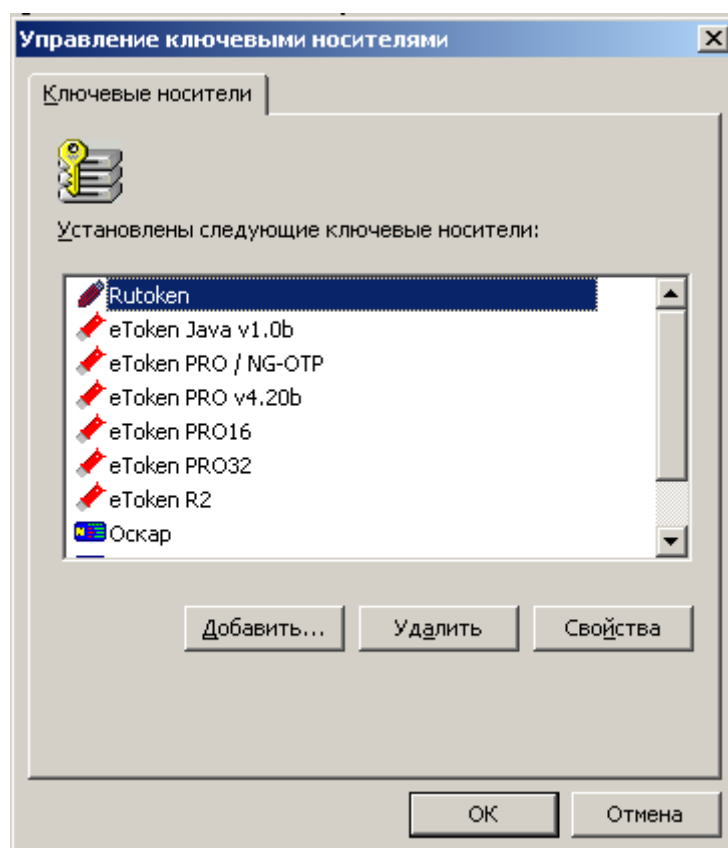 Управление ключевыми носителями
Ключевые носители
Установлены следующие ключевые носители:
Rutoken
eToken Java v1.0b
eToken PRO / NG-OTP
eToken PRO v4.20b
eToken PRO16
eToken PRO32
eToken R2
Оскар
Добавить... Удалить Свойства
ОК Отмена